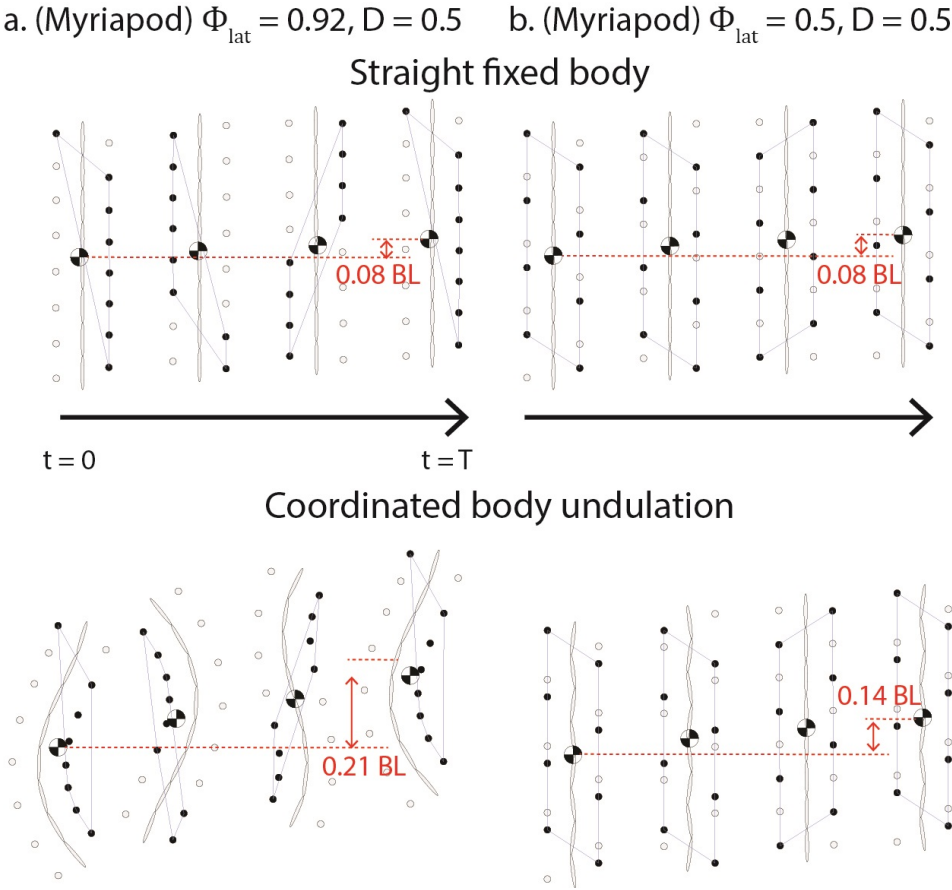 a. (Myriapod) Φlat = 0.92, D = 0.5
b. (Myriapod) Φlat = 0.5, D = 0.5
Straight fixed body
0.08 BL
0.08 BL
t = 0
t = T
Coordinated body undulation
0.21 BL
0.14 BL